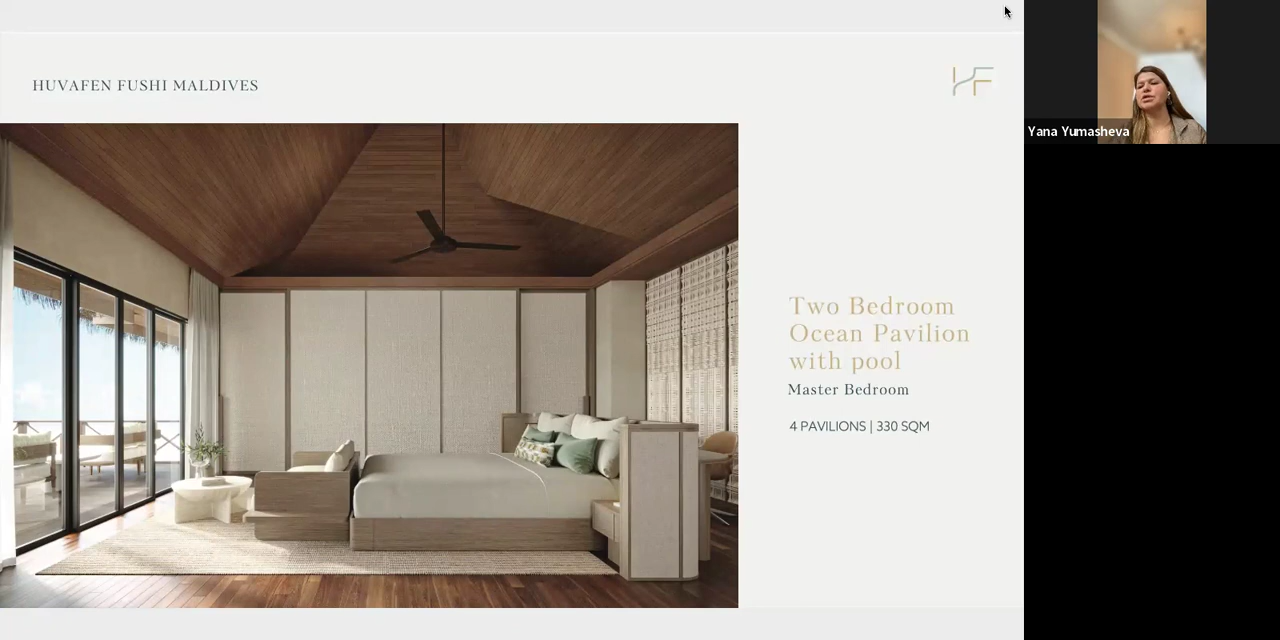 HUVAFEN FUSHI MALDIVES
HF
Two Bedroom
Ocean Pavilion
with pool
Master Bedroom
4 PAVILIONS | 330 SQM
Yana Yumasheva